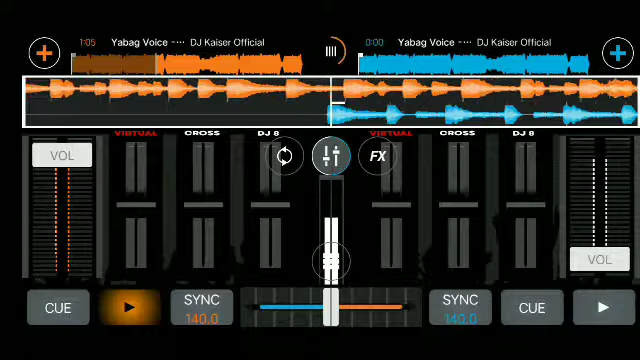 1:05 Yabag Voice ---- DJ Kaiser Official
0:00 Yabag Voice ---- DJ Kaiser Official
VIRTUAL CROSS DJ 8
VIRTUAL CROSS DJ 8
VOL
FX
VOL
CUE
SYNC
140.0
SYNC
140.0
CUE